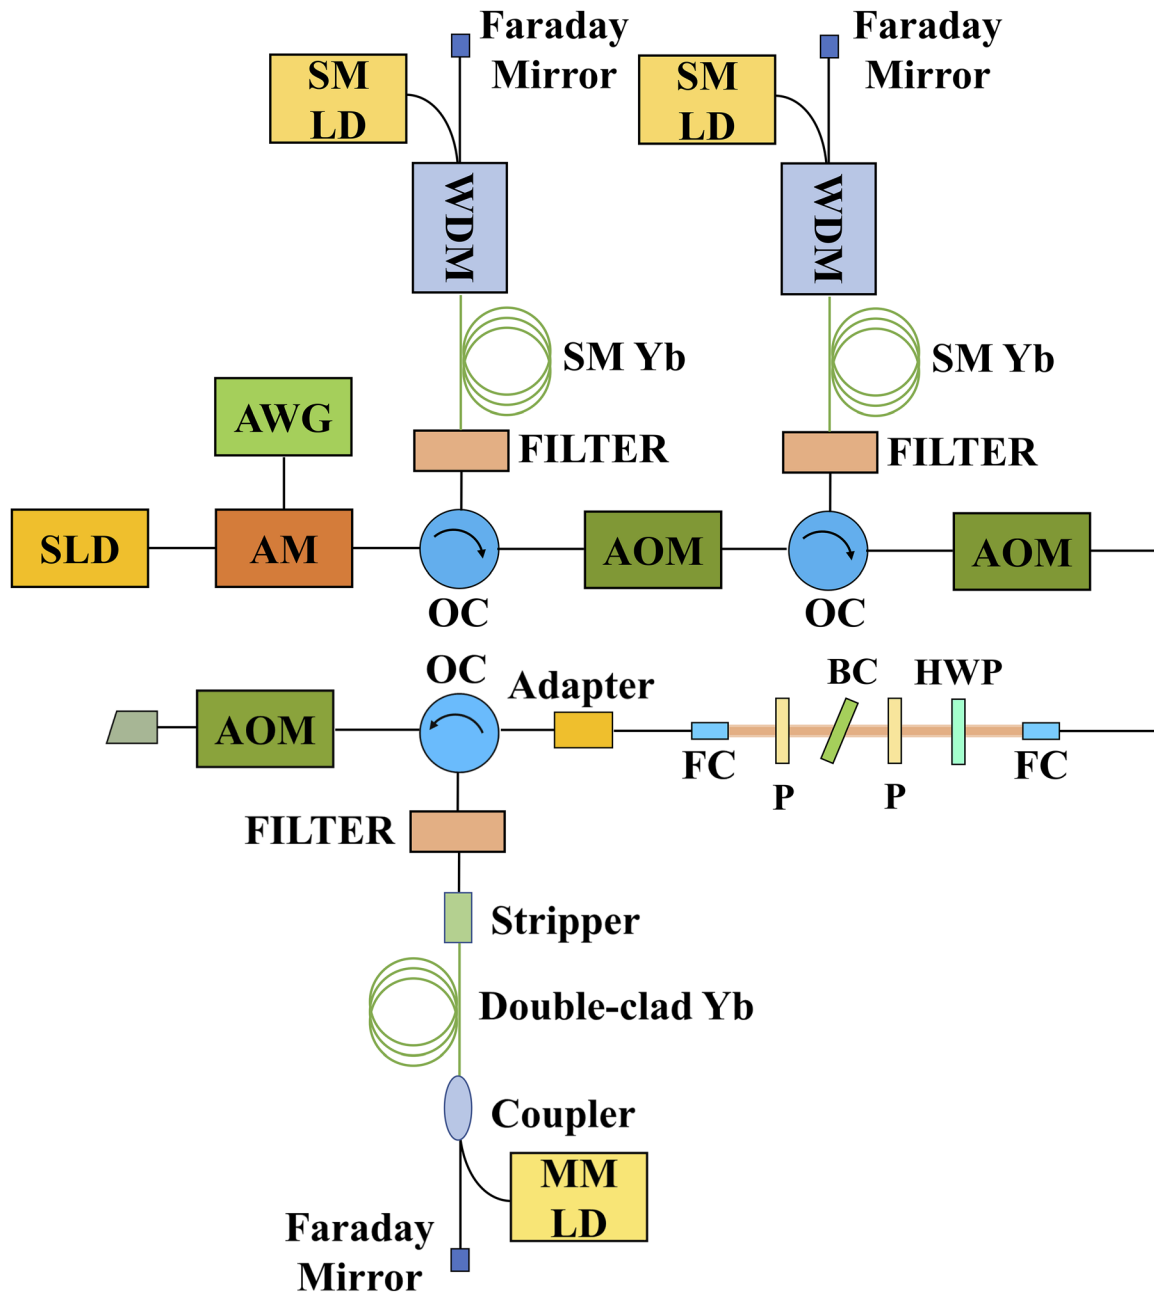 Faraday
Mirror
SM
LD
WDM
SM Yb
FILTER
Faraday
Mirror
SM
LD
WDM
SM Yb
FILTER
AWG
SLD
AM
OC
AOM
OC
AOM
AOM
OC
Adapter
FC
P
BC
P
HWP
FC
FILTER
Stripper
Double-clad Yb
Coupler
MM
LD
Faraday
Mirror